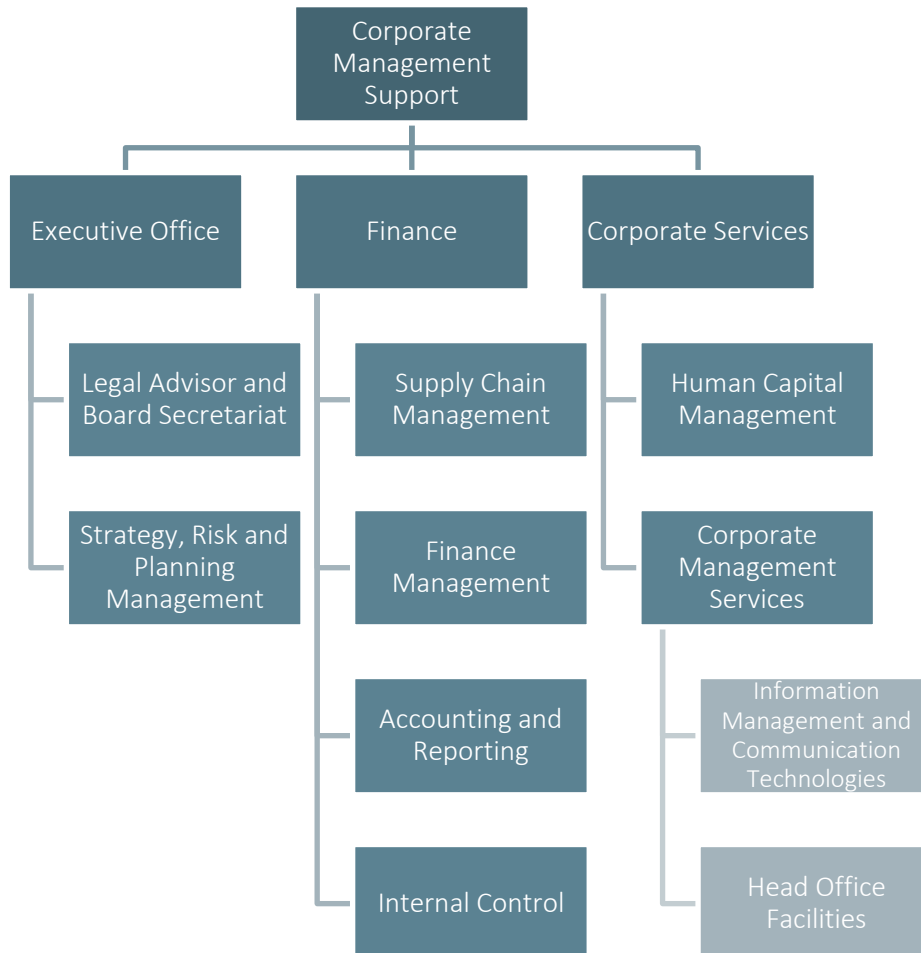 Corporate
Management
Support
Executive Office
Finance
Corporate Services
Legal Advisor and
Board Secretariat
Supply Chain
Management
Human Capital
Management
Strategy, Risk and
Planning
Management
Finance
Management
Corporate
Management
Services
Accounting and
Reporting
Information
Management and
Communication
Technologies
Internal Control
Head Office
Facilities